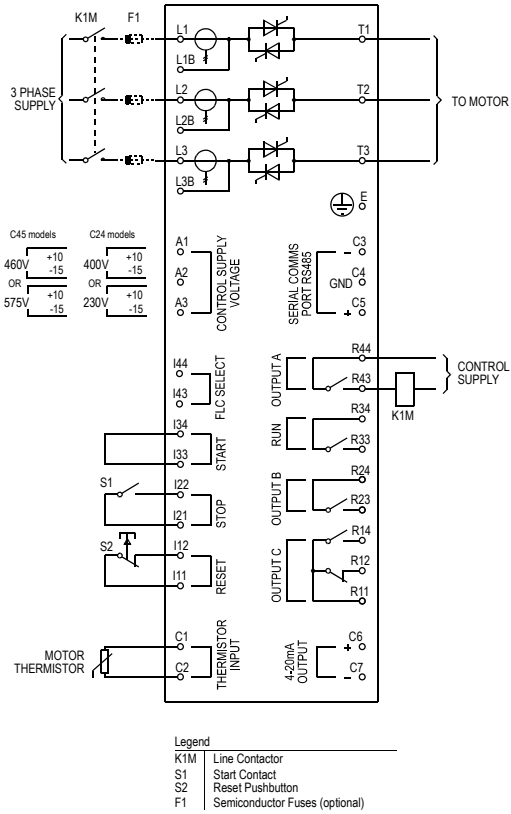 K1M F1 L1 T1
L1B
3 PHASE
SUPPLY
L2 T2
TO MOTOR
L2B
L3 T3
L3B
E
C45 models C24 models
460V +10
-15
OR
575V +10
-15
400V +10
-15
OR
230V +10
-15
A1
A2
A3
CONTROL SUPPLY
VOLTAGE
SERIAL COMMS
PORT RS485
- C3
GND C4
+ C5
I44
I43
FLC SELECT
OUTPUT A
R44
R43
K1M
CONTROL
SUPPLY
I34
I33
START
RUN
R34
R33
S1
I22
I21
STOP
OUTPUT B
R24
R23
S2
I12
I11
RESET
OUTPUT C
R14
R12
R11
MOTOR
THERMISTOR
C1
C2
THERMISTOR
INPUT
4-20mA
OUTPUT
+ C6
- C7
Legend
K1M Line Contactor
S1 Start Contact
S2 Reset Pushbutton
F1 Semiconductor Fuses (optional)